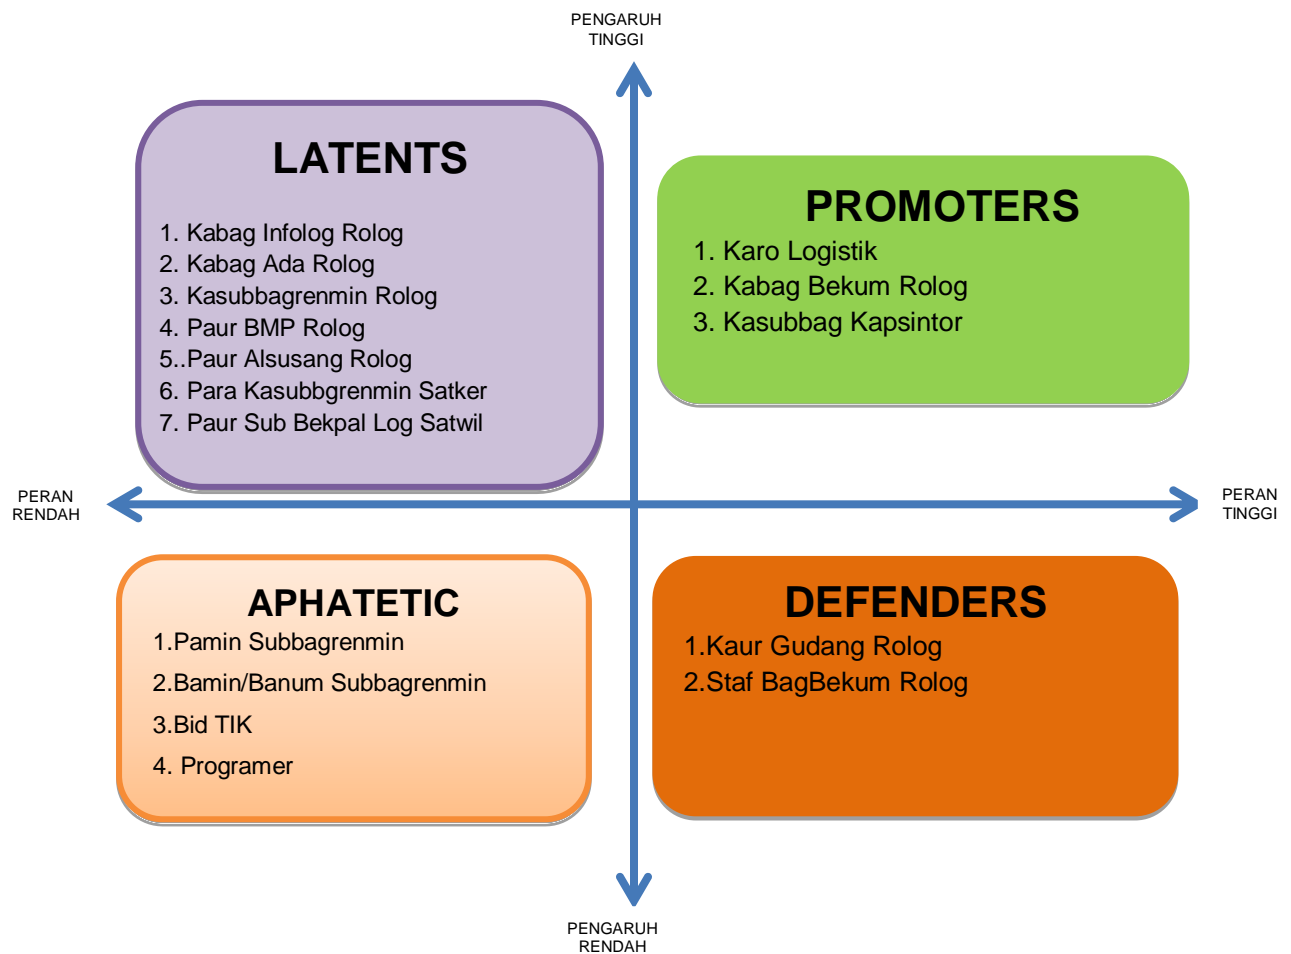 PENGARUH
TINGGI
LATENTS
1. Kabag Infolog Rolog
2. Kabag Ada Rolog
3. Kasubbagrenmin Rolog
4. Paur BMP Rolog
5..Paur Alsusang Rolog
6. Para Kasubbgrenmin Satker
7. Paur Sub Bekpal Log Satwil
PROMOTERS
1. Karo Logistik
2. Kabag Bekum Rolog
3. Kasubbag Kapsintor
PERAN
RENDAH
PERAN
TINGGI
APHATETIC
1.Pamin Subbagrenmin
2.Bamin/Banum Subbagrenmin
3.Bid TIK
4. Programer
DEFENDERS
1.Kaur Gudang Rolog
2.Staf BagBekum Rolog
PENGARUH
RENDAH